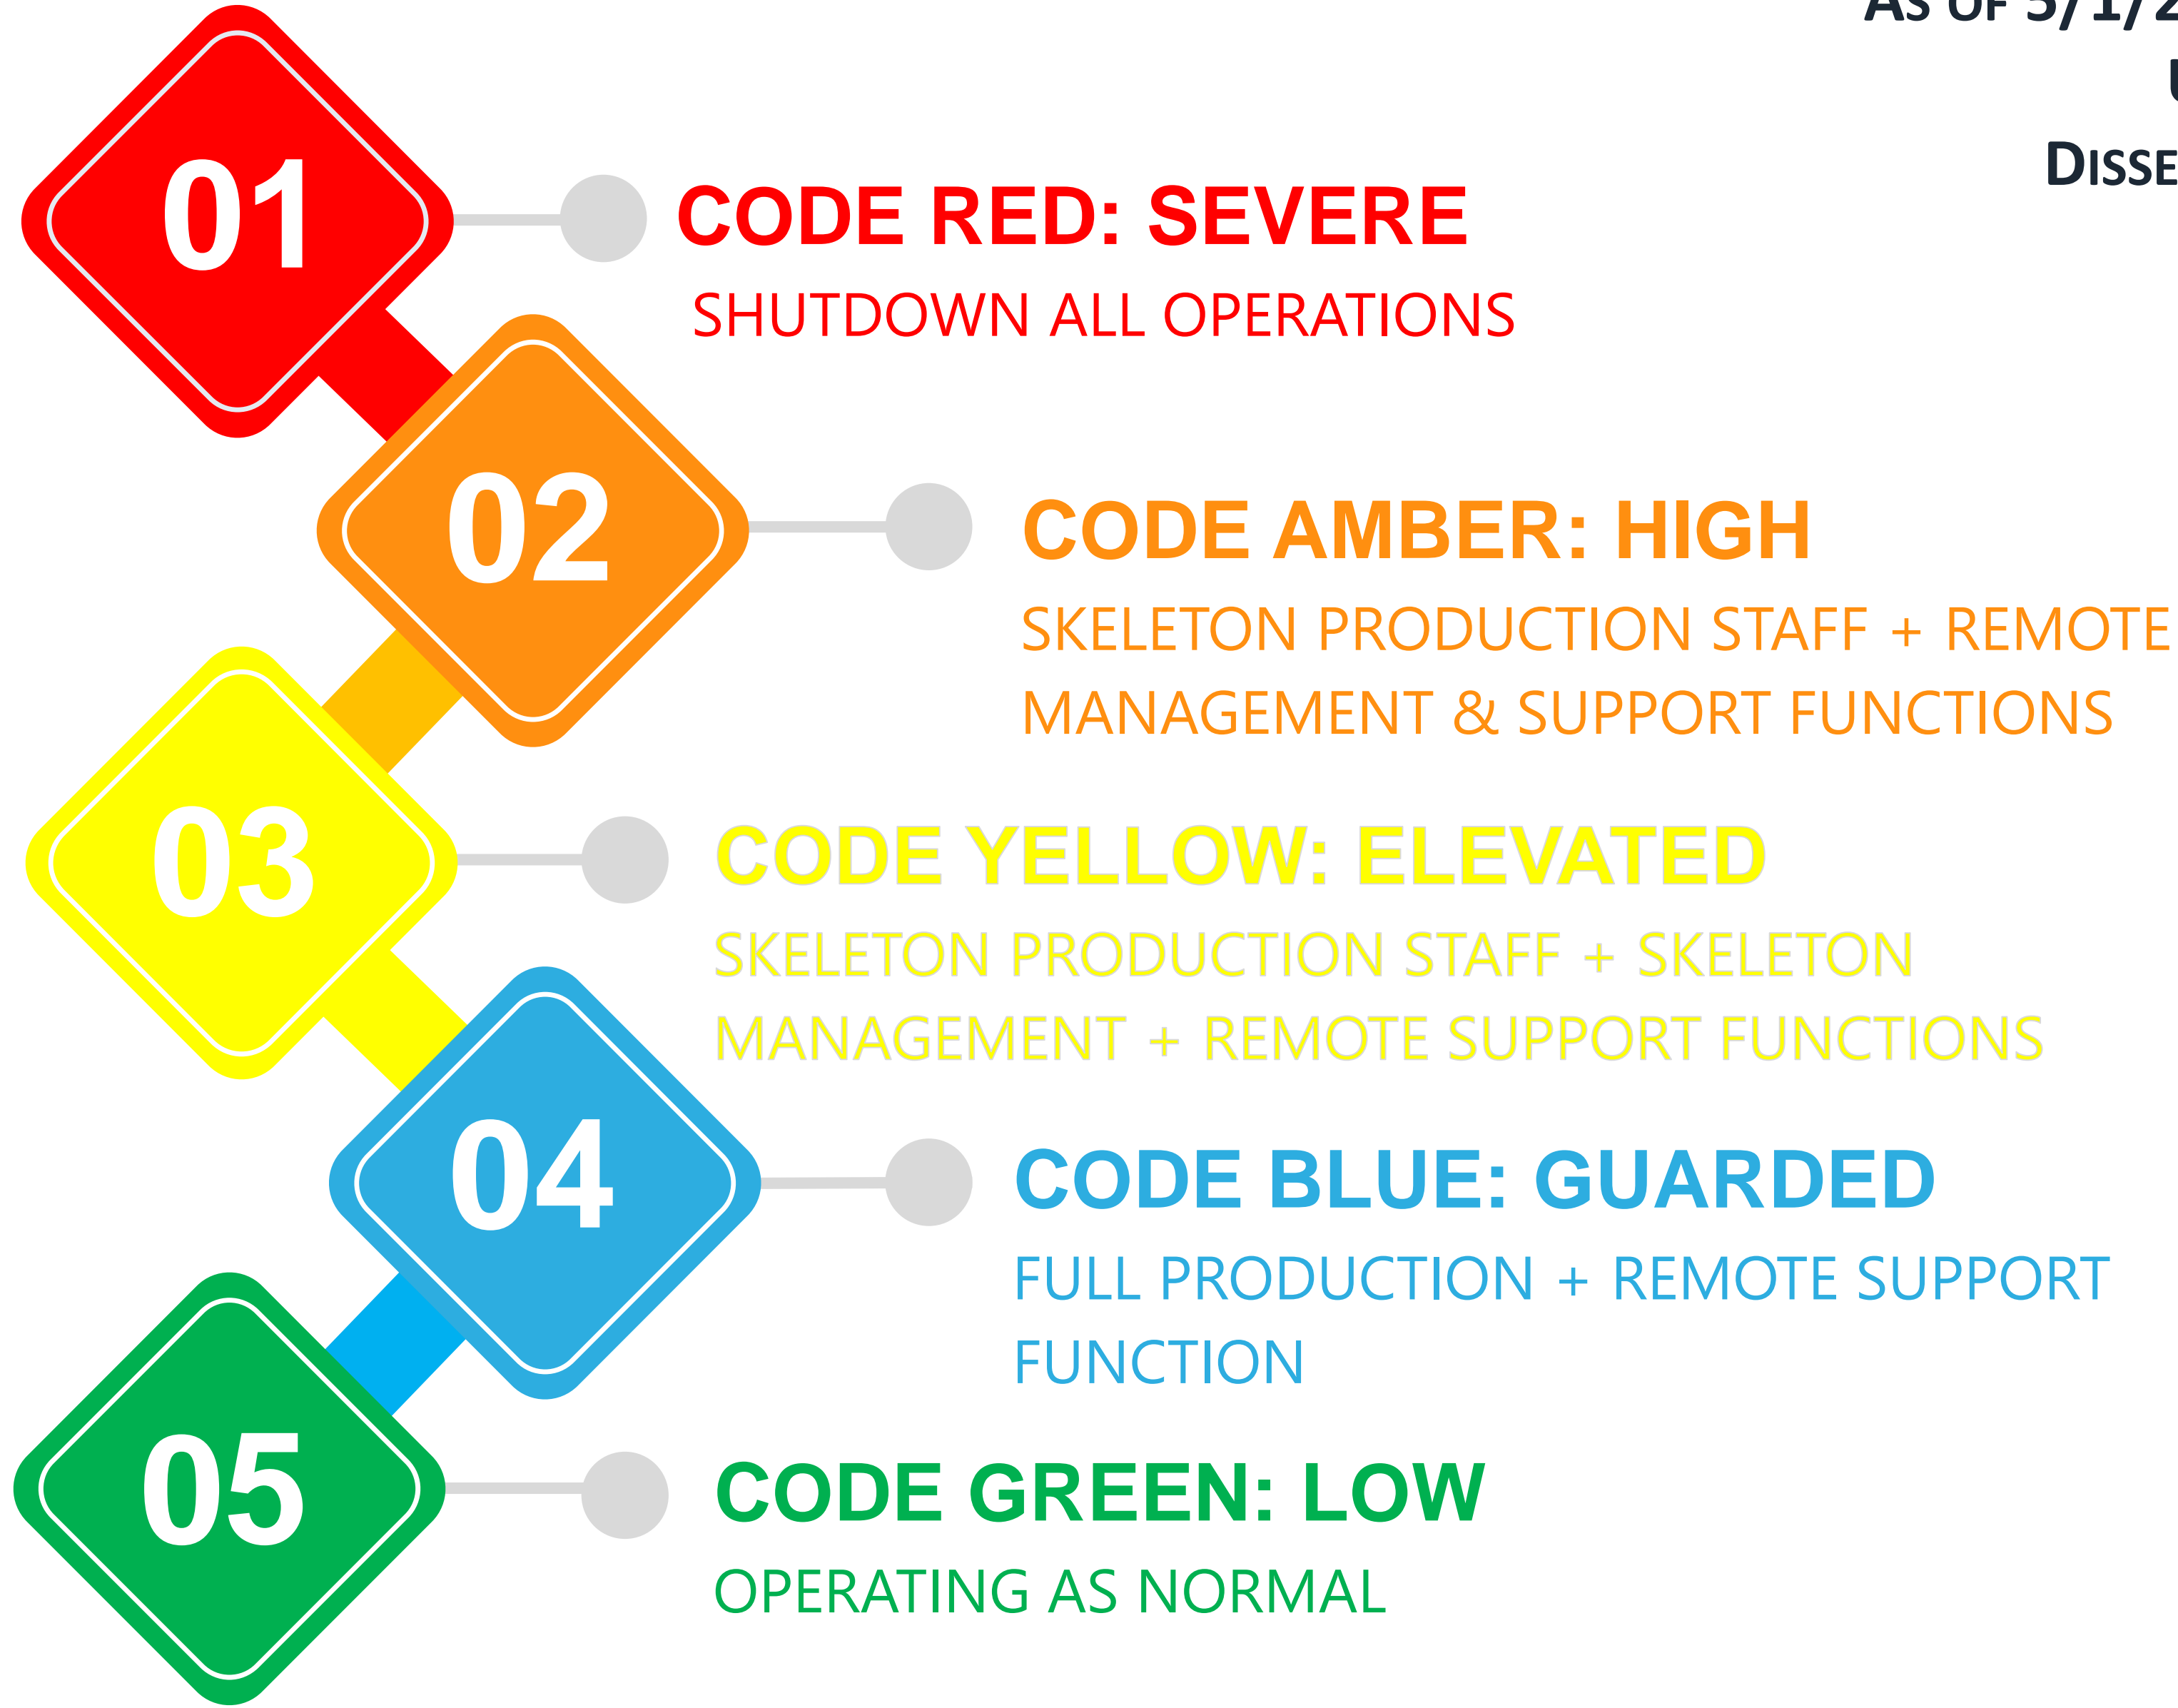 01
CODE RED: SEVERE
SHUTDOWN ALL OPERATIONS
02
CODE AMBER: HIGH
SKELETON PRODUCTION STAFF + REMOTE
MANAGEMENT & SUPPORT FUNCTIONS
03
CODE YELLOW: ELEVATED
SKELETON PRODUCTION STAFF + SKELETON
MANAGEMENT + REMOTE SUPPORT FUNCTIONS
04
CODE BLUE: GUARDED
FULL PRODUCTION + REMOTE SUPPORT
FUNCTION
05
CODE GREEN: LOW
OPERATING AS NORMAL